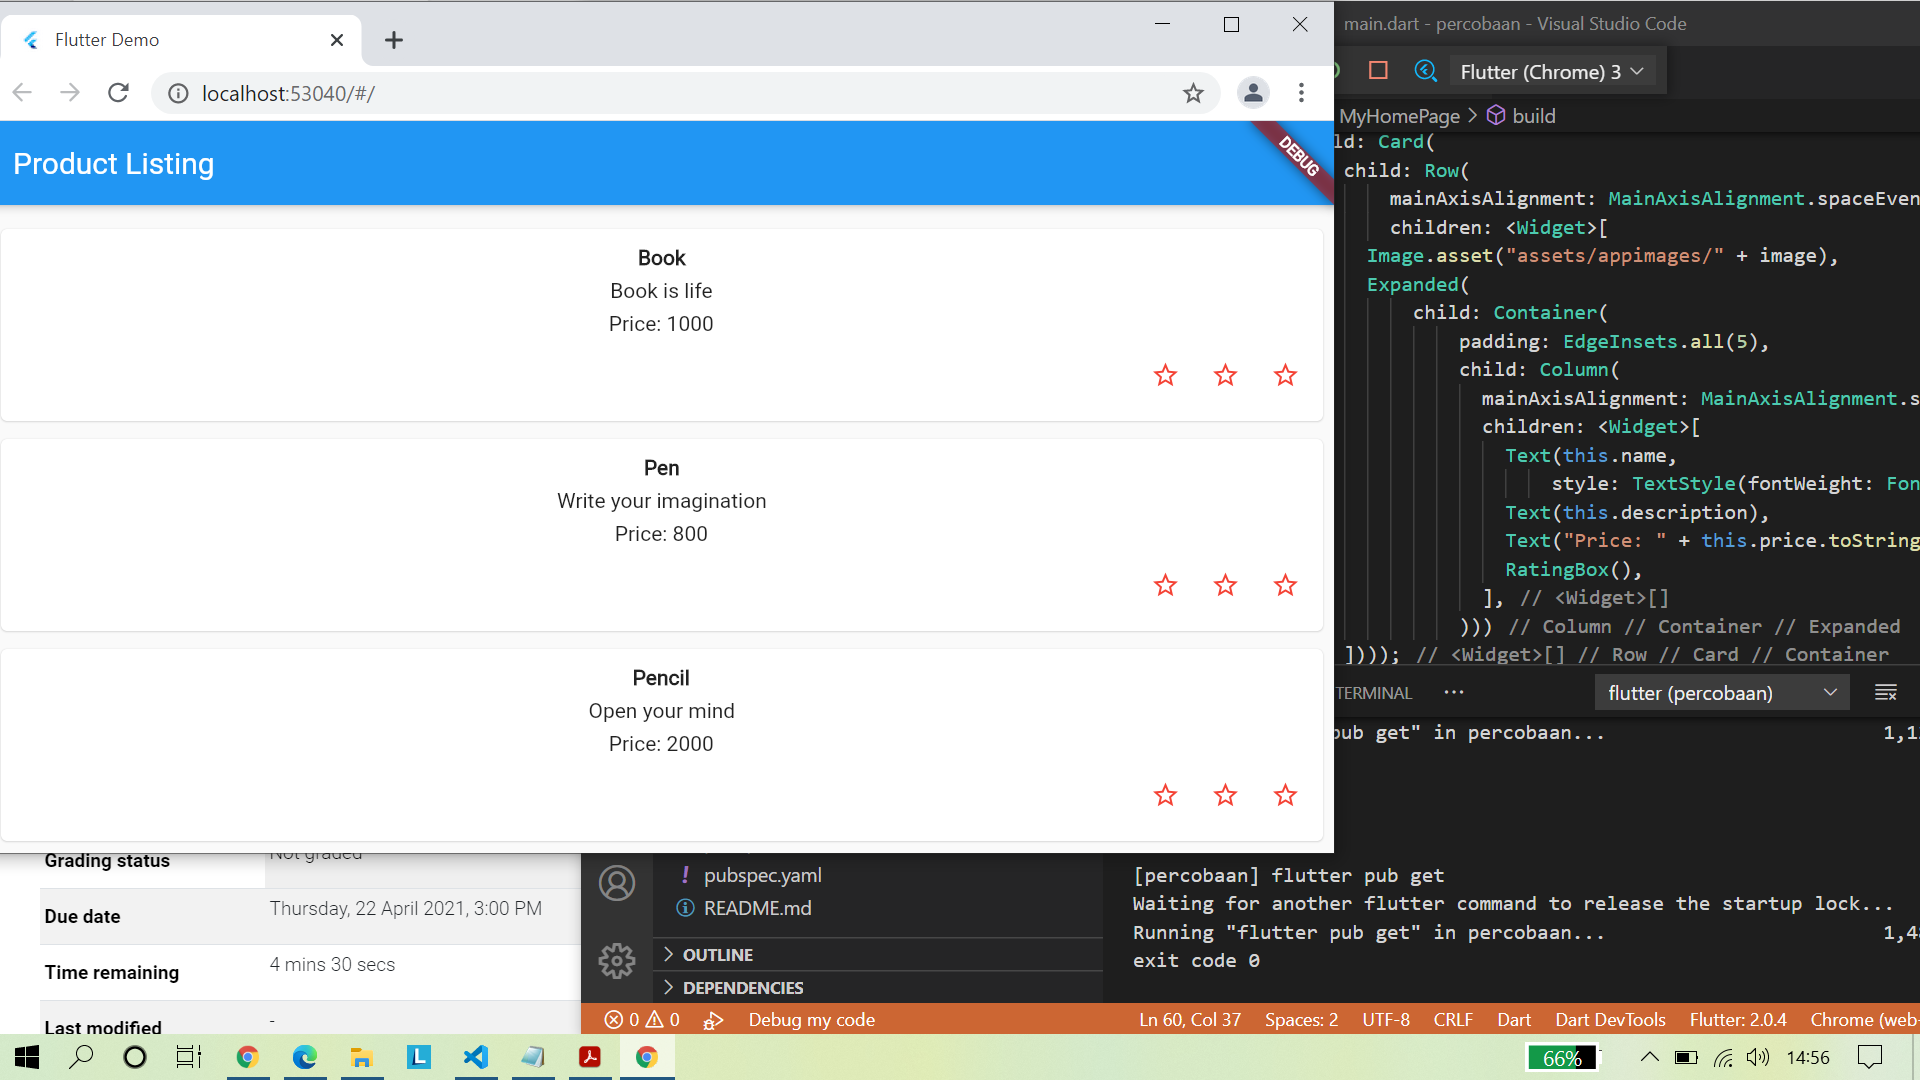 Flutter Demo
localhost:53040/#/
Product Listing
DEBUG
Book
Book is life
Price: 1000
Pen
Write your imagination
Price: 800
Pencil
Open your mind
Price: 2000
main.dart - percobaan - Visual Studio Code
Flutter (Chrome) 3
MyHomePage > build
ld: Card(
child: Row(
mainAxisAlignment: MainAxisAlignment.spaceEven
children: <Widget>[
Image.asset("assets/appimages/" + image),
Expanded(
child: Container(
padding: EdgeInsets.all(5),
child: Column(
mainAxisAlignment: MainAxisAlignment.s
children: <Widget>[
Text(this.name,
style: TextStyle(fontWeight: Fon
Text(this.description),
Text("Price: " + this.price.toString
RatingBox(),
], // <Widget>[]
))) // Column // Container // Expanded
]))); // <Widget>[] // Row // Card // Container
TERMINAL ...
flutter (percobaan)
pub get" in percobaan... 1,1
[percobaan] flutter pub get
Waiting for another flutter command to release the startup lock...
Running "flutter pub get" in percobaan... 1,48
exit code 0
pubspec.yaml
README.md
OUTLINE
DEPENDENCIES
Grading status Not graded
Due date Thursday, 22 April 2021, 3:00 PM
Time remaining 4 mins 30 secs
Last modified -
0 0 Debug my code Ln 60, Col 37 Spaces: 2 UTF-8 CRLF Dart Dart DevTools Flutter: 2.0.4 Chrome (web-
L 66% 14:56